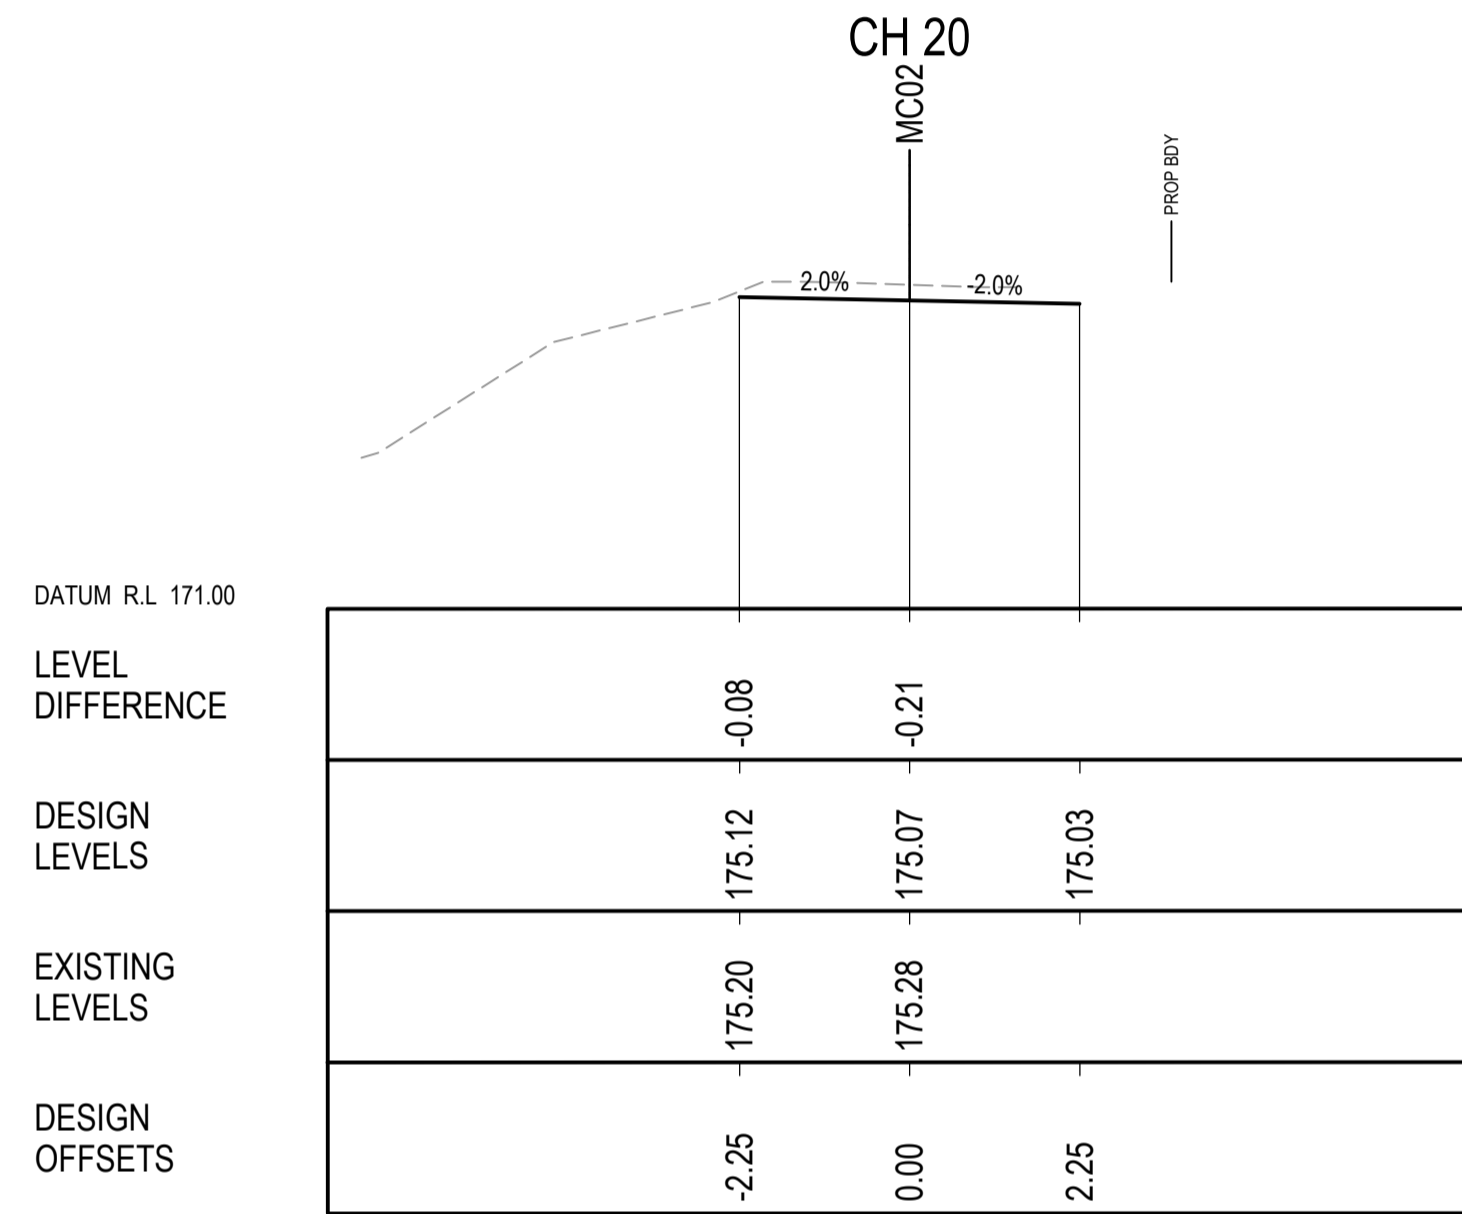 CH 20
MC02
PROP BDY
2.0%
-2.0%
DATUM R.L 171.00
LEVEL
DIFFERENCE
-0.08
-0.21
DESIGN
LEVELS
175.12
175.07
175.03
EXISTING
LEVELS
175.20
175.28
DESIGN
OFFSETS
-2.25
0.00
2.25